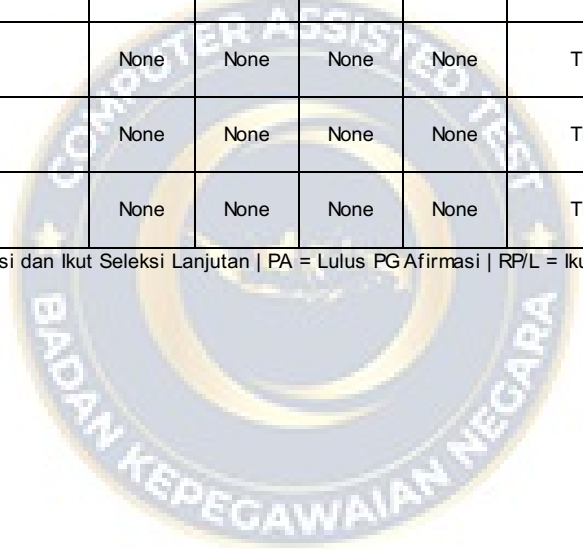 None None None None T
None None None None T
None None None None T
si dan Ikut Seleksi Lanjutan | PA = Lulus PG Afirmasi | RP/L = Iku
COMPUTER ASSISTED TEST
BADAN KEPEGAWAIAN NEGARA